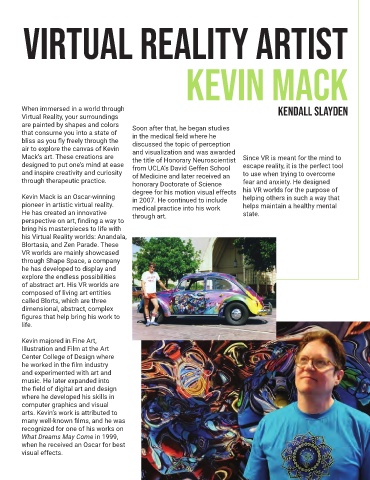 VIRTUAL REALITY ARTIST
KEVIN MACK
KENDALL SLAYDEN
When immersed in a world through
Virtual Reality, your surroundings
are painted by shapes and colors
that consume you into a state of
bliss as you fly freely through the
air to explore the canvas of Kevin
Mack's art. These creations are
designed to put one's mind at ease
and inspire creativity and curiosity
through therapeutic practice.
Kevin Mack is an Oscar-winning
pioneer in artistic virtual reality.
He has created an innovative
perspective on art, finding a way to
bring his masterpieces to life with
his Virtual Reality worlds: Anandala,
Blortasia, and Zen Parade. These
VR worlds are mainly showcased
through Shape Space, a company
he has developed to display and
explore the endless possibilities
of abstract art. His VR worlds are
composed of living art entities
called Blorts, which are three
dimensional, abstract, complex
figures that help bring his work to
life.
Kevin majored in Fine Art,
Illustration and Film at the Art
Center College of Design where
he worked in the film industry
and experimented with art and
music. He later expanded into
the field of digital art and design
where he developed his skills in
computer graphics and visual
arts. Kevin's work is attributed to
many well-known films, and he was
recognized for one of his works on
What Dreams May Come in 1999,
when he received an Oscar for best
visual effects.
Soon after that, he began studies
in the medical field where he
discussed the topic of perception
and visualization and was awarded
the title of Honorary Neuroscientist
from UCLA's David Geffen School
of Medicine and later received an
honorary Doctorate of Science
degree for his motion visual effects
in 2007. He continued to include
medical practice into his work
through art.
Since VR is meant for the mind to
escape reality, it is the perfect tool
to use when trying to overcome
fear and anxiety. He designed
his VR worlds for the purpose of
helping others in such a way that
helps maintain a healthy mental
state.